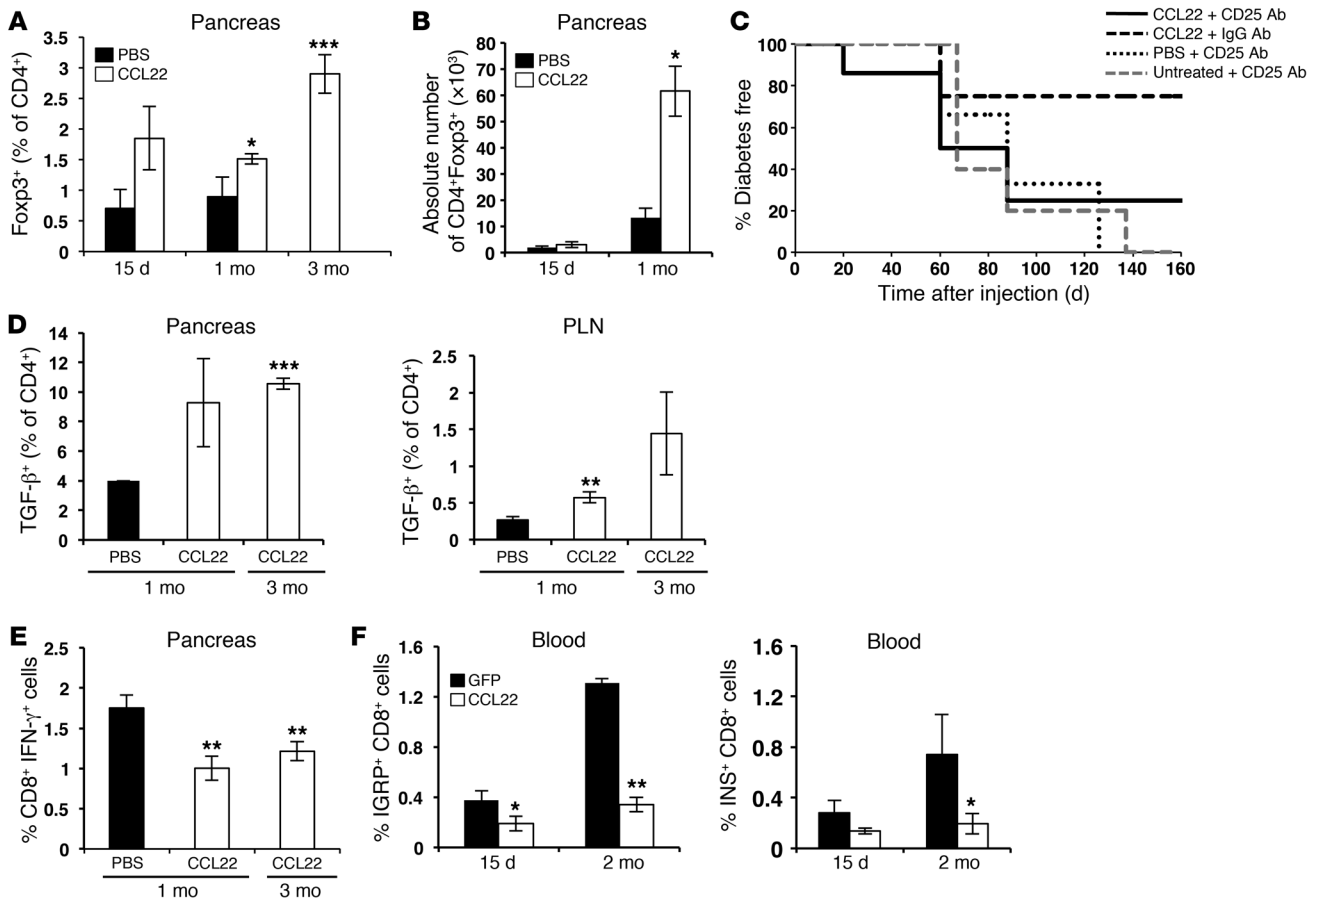 A
Pancreas
Foxp3⁺ (% of CD4⁺)
3.5
3
2.5
2
1.5
1
0.5
0
PBS
CCL22
*
***
15 d
1 mo
3 mo
B
Pancreas
Absolute number
of CD4⁺Foxp3⁺ (×10³)
80
70
60
50
40
30
20
10
0
PBS
CCL22
*
15 d
1 mo
C
CCL22 + CD25 Ab
CCL22 + IgG Ab
PBS + CD25 Ab
Untreated + CD25 Ab
% Diabetes free
100
80
60
40
20
0
0 20 40 60 80 100 120 140 160
Time after injection (d)
D
Pancreas
TGF-β⁺ (% of CD4⁺)
14
12
10
8
6
4
2
0
***
PBS CCL22 CCL22
1 mo 3 mo
PLN
TGF-β⁺ (% of CD4⁺)
2.5
2
1.5
1
0.5
0
**
PBS CCL22 CCL22
1 mo 3 mo
E
Pancreas
% CD8⁺ IFN-γ⁺ cells
2.5
2
1.5
1
0.5
0
**
**
PBS CCL22 CCL22
1 mo 3 mo
F
Blood
% IGRP⁺ CD8⁺ cells
1.6
1.2
0.8
0.4
0
GFP
CCL22
*
**
15 d
2 mo
Blood
% INS⁺ CD8⁺ cells
1.6
1.2
0.8
0.4
0
*
15 d
2 mo